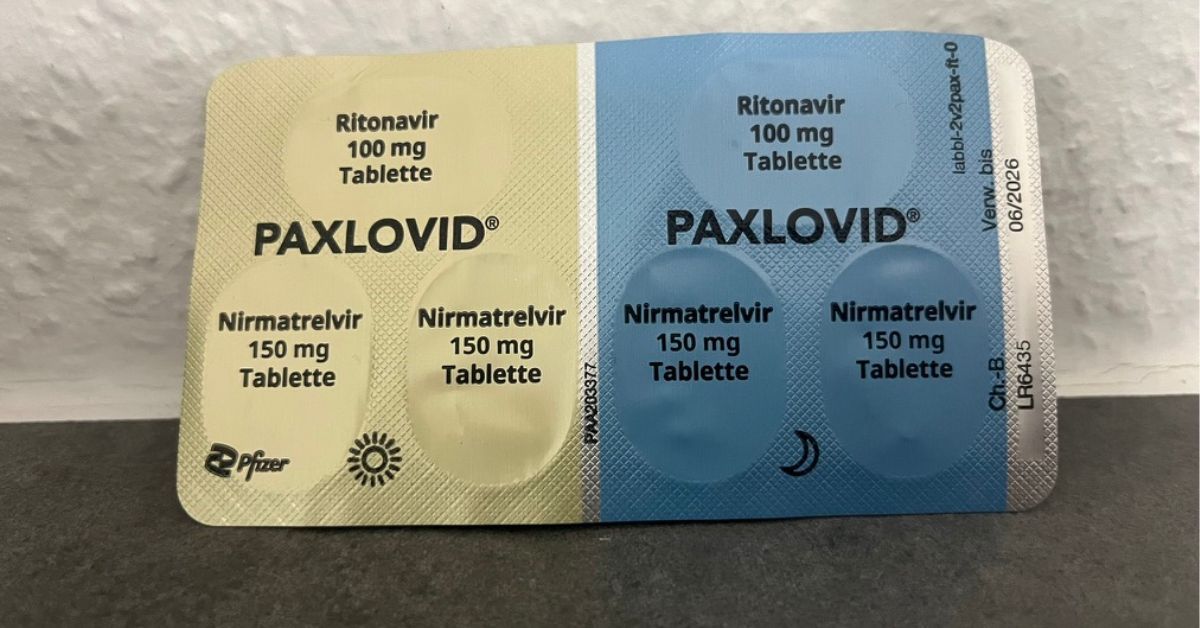 Ritonavir
100 mg
Tablette
PAXLOVID®
Nirmatrelvir
150 mg
Tablette
Nirmatrelvir
150 mg
Tablette
Pfizer
PAA203377
Ritonavir
100 mg
Tablette
PAXLOVID®
Nirmatrelvir
150 mg
Tablette
Nirmatrelvir
150 mg
Tablette
labbl-2v2pax-ft-0
Verw. bis
06/2026
Ch.-B.
LR6435